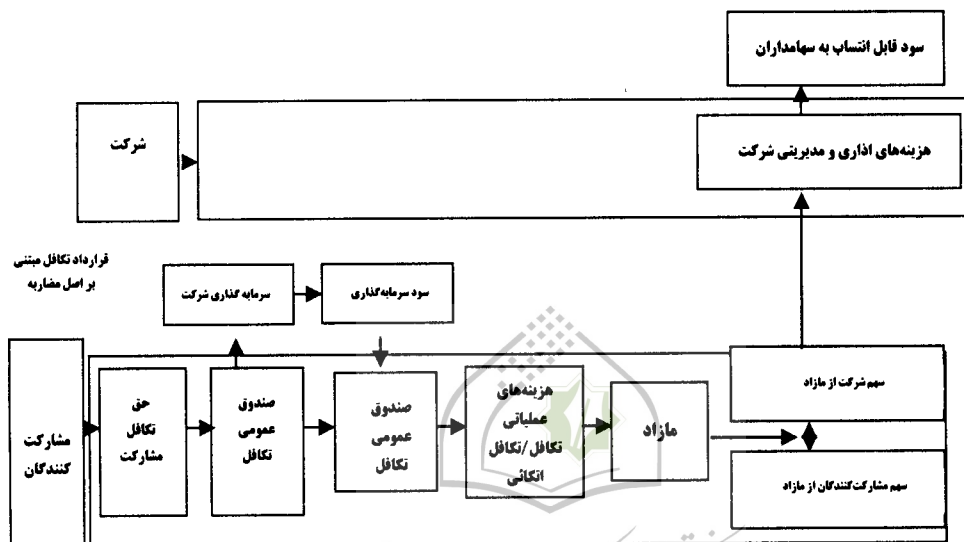 سود قابل انتساب به سهامداران
شرکت
هزینه‌های اذاری و مدیریتی شرکت
قرارداد تکافل مبتنی
بر اصل مضاربه
سرمایه گذاری شرکت
سود سرمایه‌گذاری
مشارکت
کنندگان
حق
تکافل
مشارکت
صندوق
عمومی
تکافل
صندوق
عمومی
تکافل
هزینه‌های
عملیاتی
تکافل/تکافل
اتکائی
مازاد
سهم شرکت از مازاد
سهم مشارکت‌کنندگان از مازاد